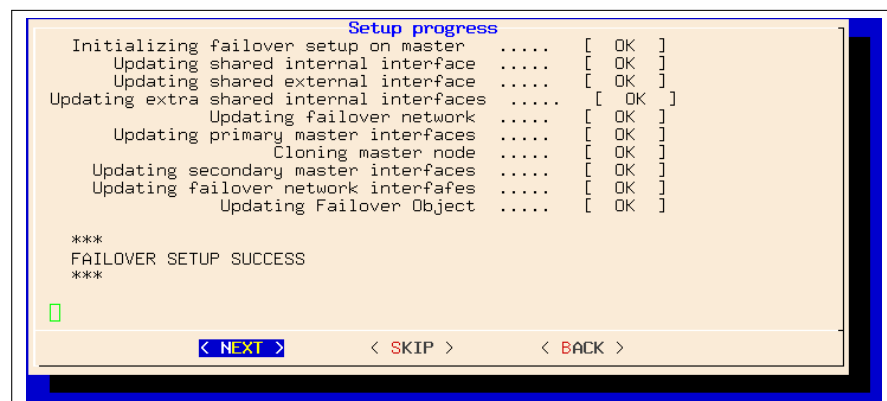 Setup progress
Initializing failover setup on master ..... [ OK ]
Updating shared internal interface ..... [ OK ]
Updating shared external interface ..... [ OK ]
Updating extra shared internal interfaces ..... [ OK ]
Updating failover network ..... [ OK ]
Updating primary master interfaces ..... [ OK ]
Cloning master node ..... [ OK ]
Updating secondary master interfaces ..... [ OK ]
Updating failover network interfafes ..... [ OK ]
Updating Failover Object ..... [ OK ]
***
FAILOVER SETUP SUCCESS
***
< NEXT > < SKIP > < BACK >